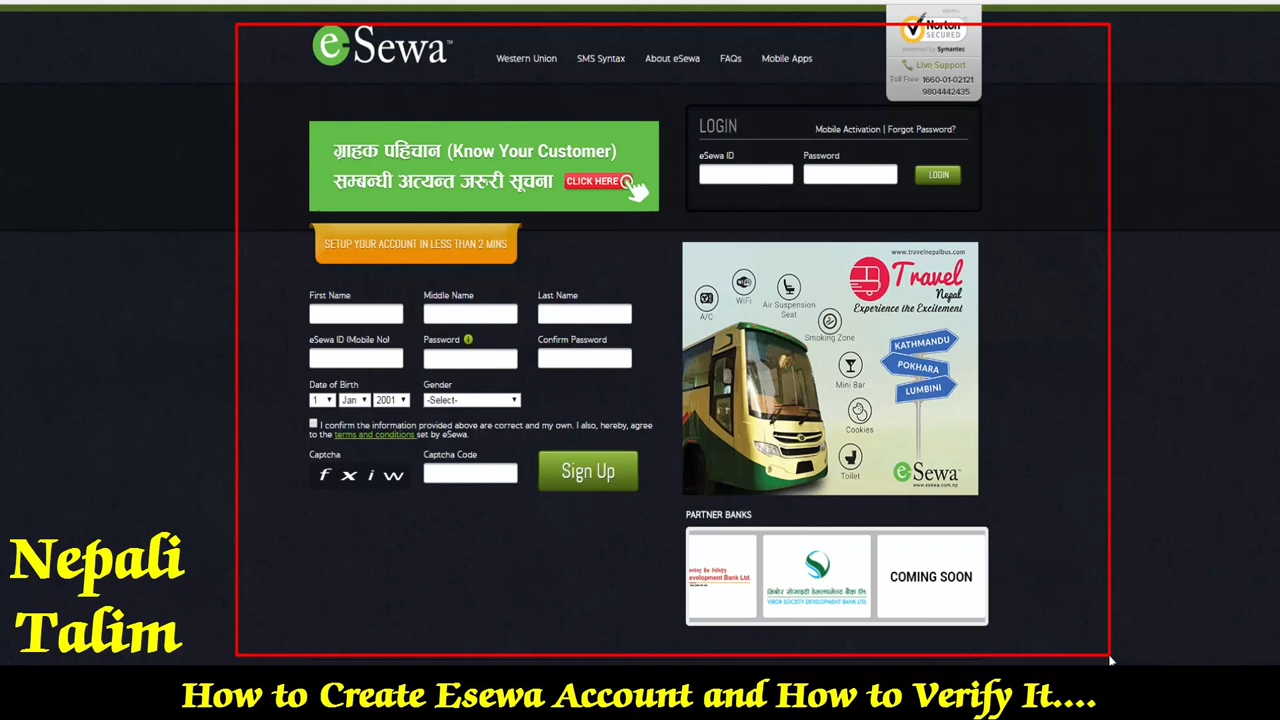 e-Sewa™
Western Union
SMS Syntax
About eSewa
FAQs
Mobile Apps
Norton
SECURED
powered by Symantec
Live Support
Toll Free 1660-01-02121
9804442435
ग्राहक पहिचान (Know Your Customer)
सम्बन्धी अत्यन्त जरुरी सूचना
CLICK HERE
LOGIN
Mobile Activation | Forgot Password?
eSewa ID
Password
LOGIN
SETUP YOUR ACCOUNT IN LESS THAN 2 MINS
First Name
Middle Name
Last Name
eSewa ID (Mobile No)
Password
Confirm Password
Date of Birth
Gender
1
Jan
2001
-Select-
I confirm the information provided above are correct and my own. I also, hereby, agree
to the terms and conditions set by eSewa.
Captcha
Captcha Code
f x i w
Sign Up
www.travelnepalbus.com
Travel
Nepal
Experience the Excitement
A/C
WiFi
Air Suspension
Seat
Smoking Zone
Mini Bar
Cookies
Toilet
KATHMANDU
POKHARA
LUMBINI
e-Sewa™
www.esewa.com.np
PARTNER BANKS
evelopment Bank Ltd.
VIBOR SOCIETY DEVELOPMENT BANK LTD.
COMING SOON
Nepali
Talim
How to Create Esewa Account and How to Verify It....